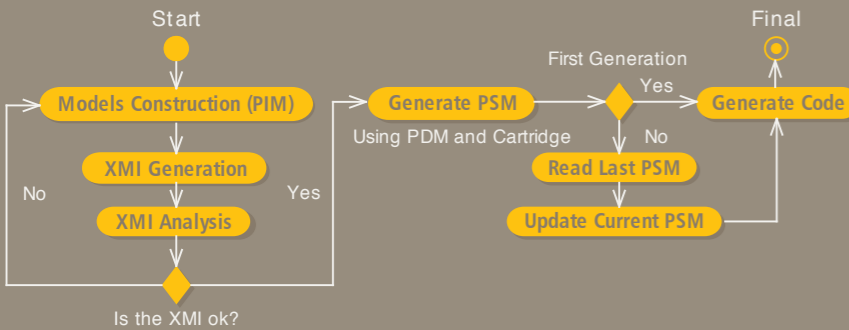 Start
Models Construction (PIM)
XMI Generation
No
XMI Analysis
Yes
Is the XMI ok?
Generate PSM
Using PDM and Cartridge
First Generation
Yes
No
Read Last PSM
Update Current PSM
Generate Code
Final